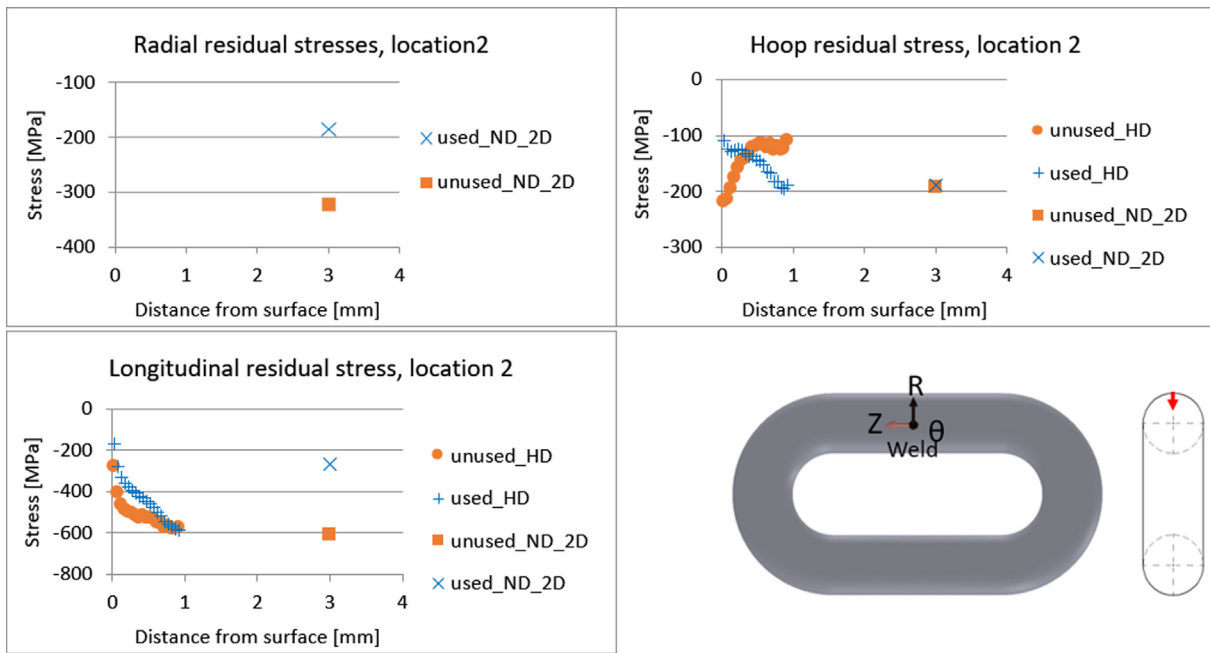 Radial residual stresses, location2
-100
-200
-300
-400
Stress [MPa]
0 1 2 3 4
Distance from surface [mm]
used_ND_2D
unused_ND_2D
Hoop residual stress, location 2
0
-100
-200
-300
Stress [MPa]
0 1 2 3 4
Distance from surface [mm]
unused_HD
used_HD
unused_ND_2D
used_ND_2D
Longitudinal residual stress, location 2
0
-200
-400
-600
-800
Stress [MPa]
0 1 2 3 4
Distance from surface [mm]
unused_HD
used_HD
unused_ND_2D
used_ND_2D
R
Z θ
Weld